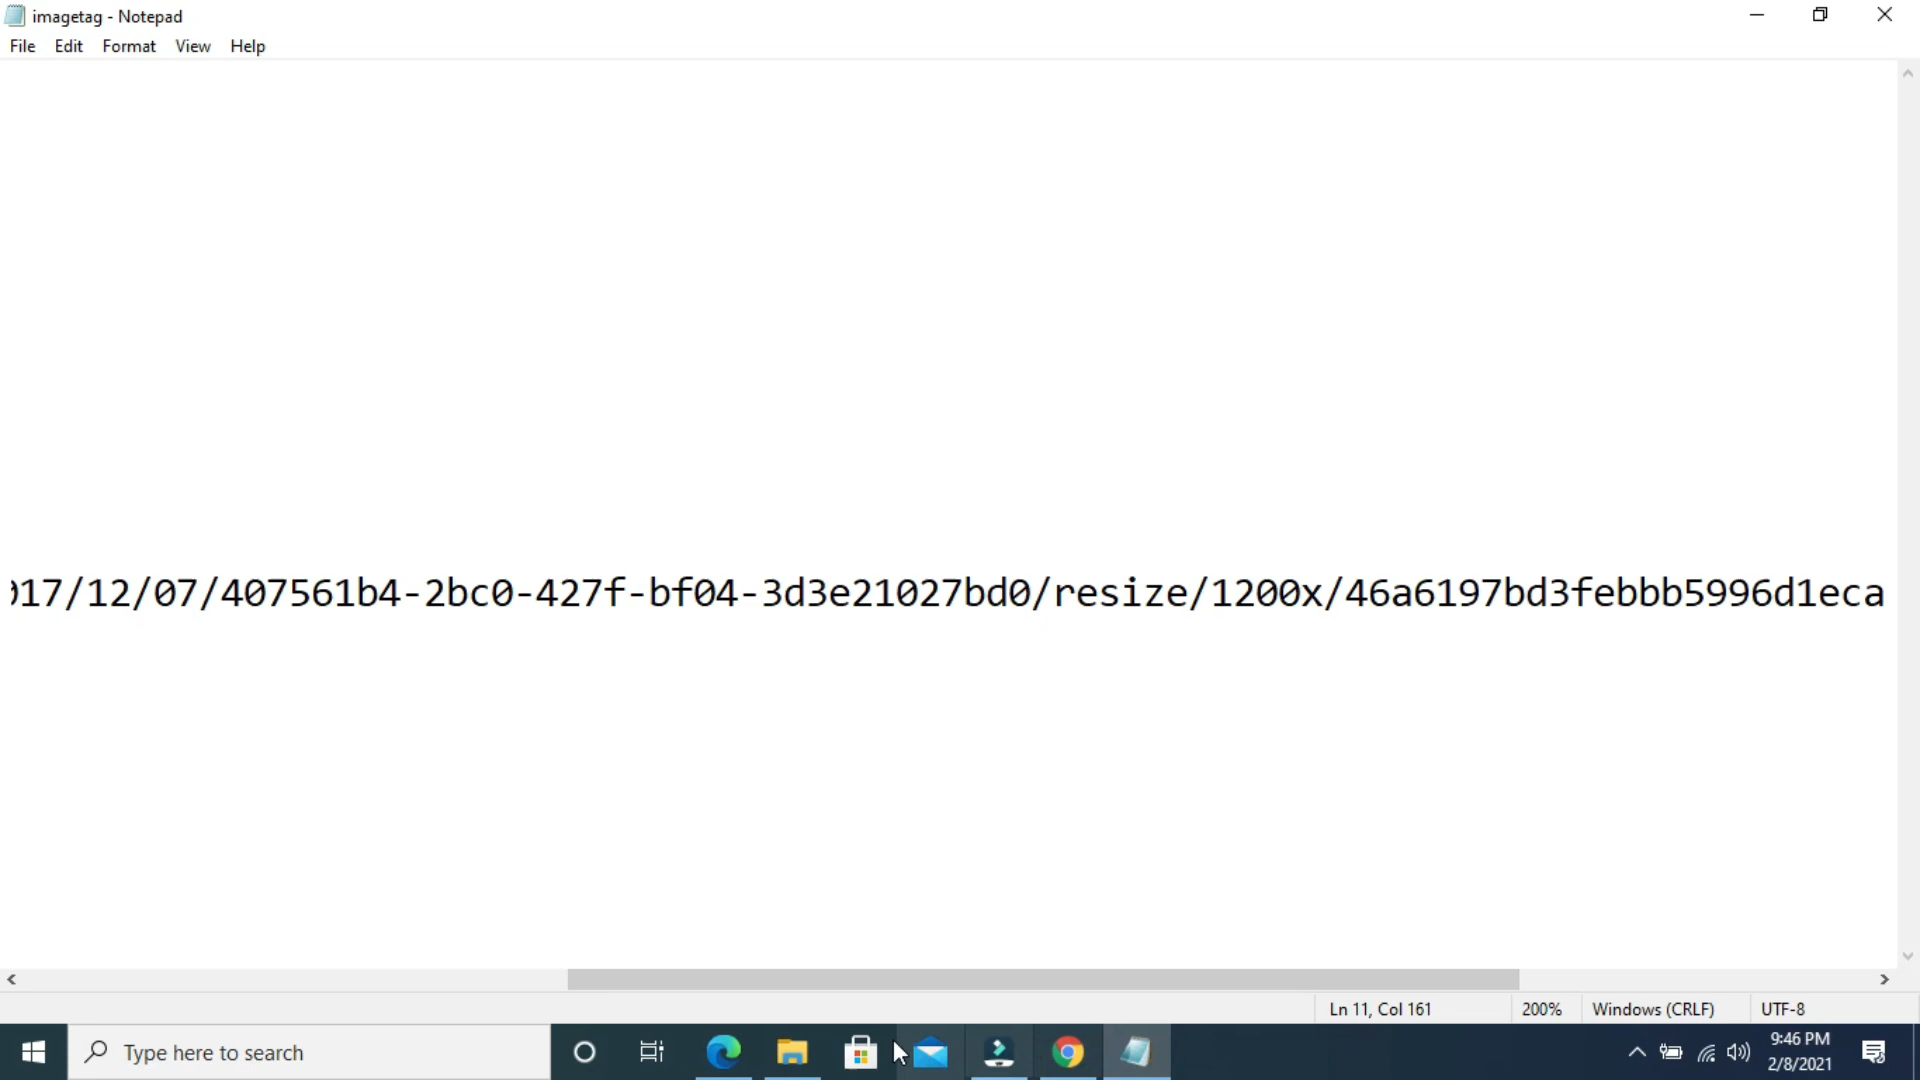 imagetag - Notepad
File Edit Format View Help
017/12/07/407561b4-2bc0-427f-bf04-3d3e21027bd0/resize/1200x/46a6197bd3febbb5996d1eca
Ln 11, Col 161 200% Windows (CRLF) UTF-8
Type here to search
9:46 PM
2/8/2021